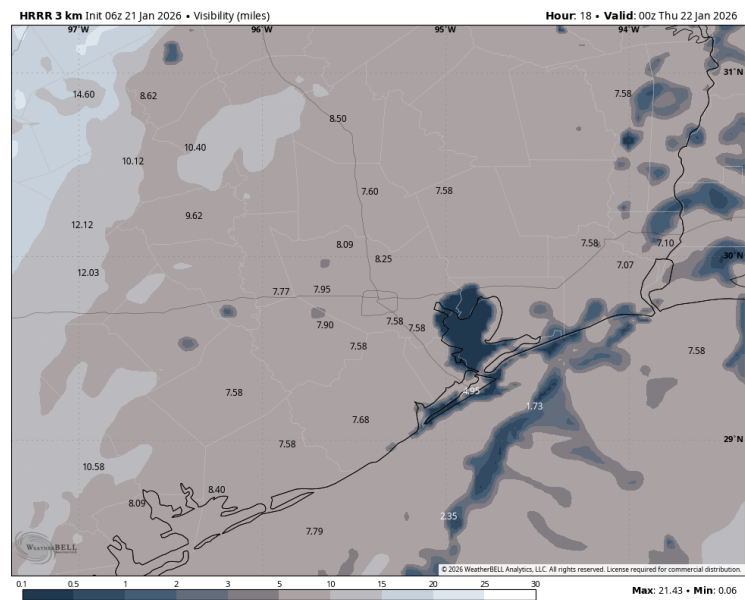 HRRR 3 km Init 06z 21 Jan 2026 • Visibility (miles)
Hour: 18 • Valid: 00z Thu 22 Jan 2026
97°W 96°W 95°W 94°W
31°N
14.60 8.62 7.58
8.50
10.12 10.40
7.60 7.58
12.12 9.62
8.09 7.58 7.10
8.25 7.07 30°N
12.03
7.77 7.95
7.90 7.58 7.58
7.58 7.58
7.58 4.95
7.68 1.73
7.58 29°N
10.58
8.09 8.40
2.35
7.79
WeatherBELL
© 2026 WeatherBELL Analytics, LLC. All rights reserved. License required for commercial distribution.
0.1 0.5 1 2 3 5 10 15 20 25 30
Max: 21.43 • Min: 0.06